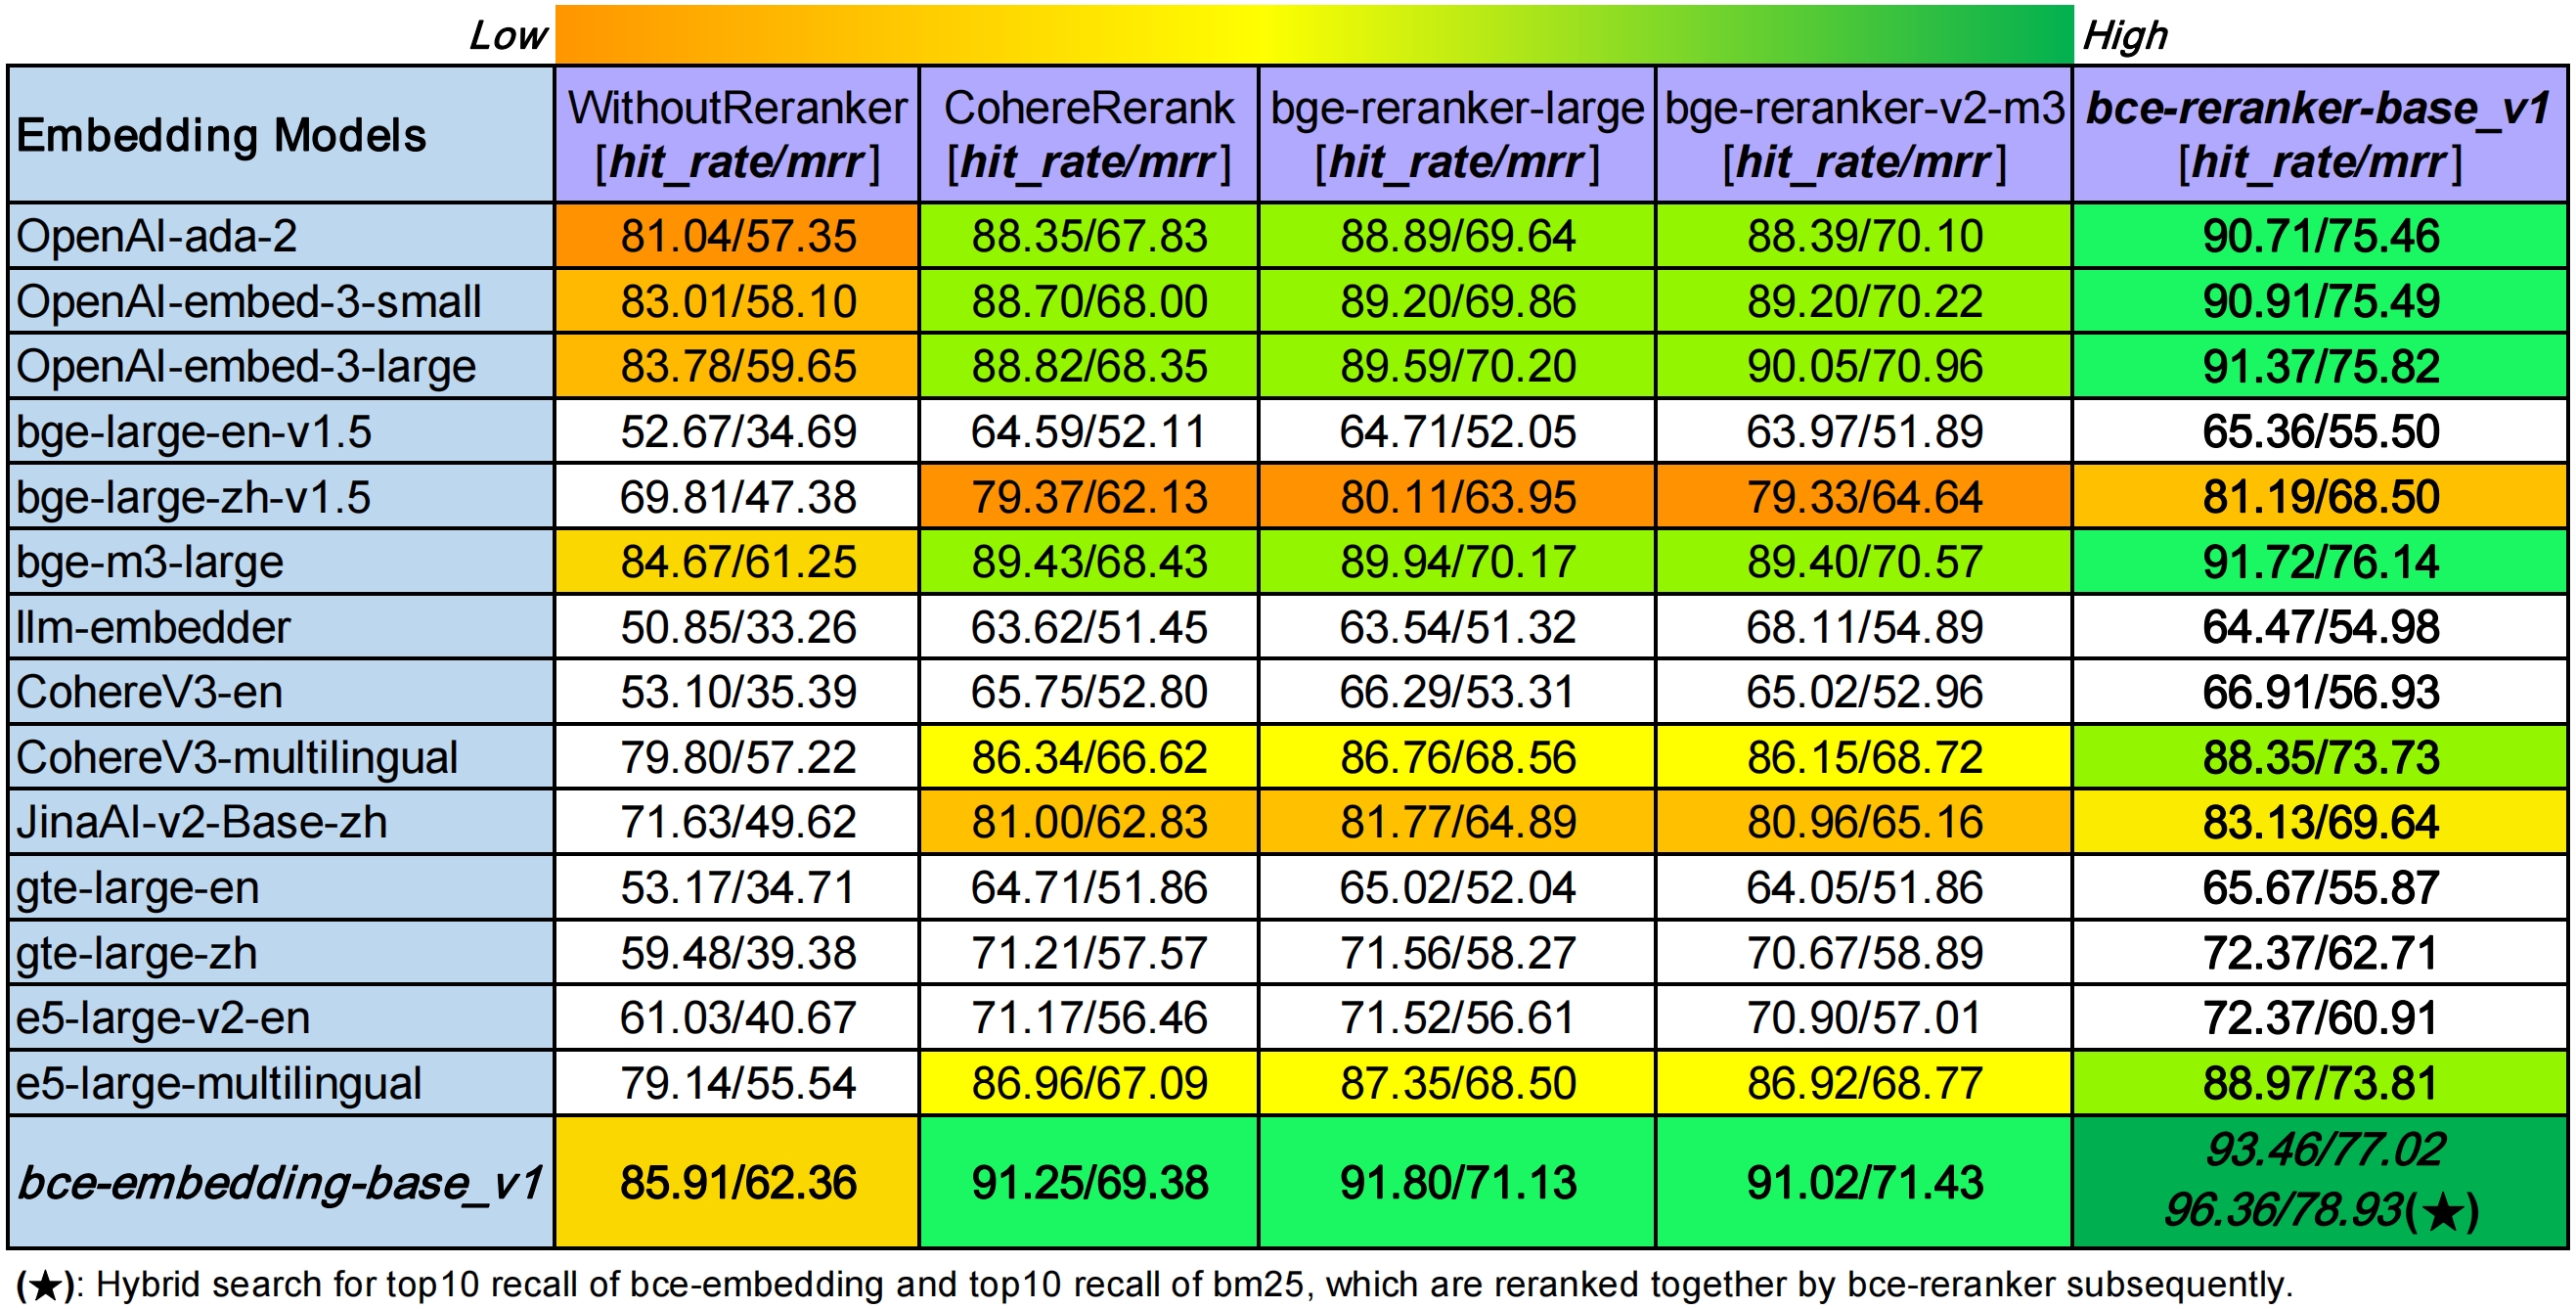 Low High
Embedding Models WithoutReranker [hit_rate/mrr] CohereRerank [hit_rate/mrr] bge-reranker-large [hit_rate/mrr] bge-reranker-v2-m3 [hit_rate/mrr] bce-reranker-base_v1 [hit_rate/mrr]
OpenAI-ada-2 81.04/57.35 88.35/67.83 88.89/69.64 88.39/70.10 90.71/75.46
OpenAI-embed-3-small 83.01/58.10 88.70/68.00 89.20/69.86 89.20/70.22 90.91/75.49
OpenAI-embed-3-large 83.78/59.65 88.82/68.35 89.59/70.20 90.05/70.96 91.37/75.82
bge-large-en-v1.5 52.67/34.69 64.59/52.11 64.71/52.05 63.97/51.89 65.36/55.50
bge-large-zh-v1.5 69.81/47.38 79.37/62.13 80.11/63.95 79.33/64.64 81.19/68.50
bge-m3-large 84.67/61.25 89.43/68.43 89.94/70.17 89.40/70.57 91.72/76.14
llm-embedder 50.85/33.26 63.62/51.45 63.54/51.32 68.11/54.89 64.47/54.98
CohereV3-en 53.10/35.39 65.75/52.80 66.29/53.31 65.02/52.96 66.91/56.93
CohereV3-multilingual 79.80/57.22 86.34/66.62 86.76/68.56 86.15/68.72 88.35/73.73
JinaAI-v2-Base-zh 71.63/49.62 81.00/62.83 81.77/64.89 80.96/65.16 83.13/69.64
gte-large-en 53.17/34.71 64.71/51.86 65.02/52.04 64.05/51.86 65.67/55.87
gte-large-zh 59.48/39.38 71.21/57.57 71.56/58.27 70.67/58.89 72.37/62.71
e5-large-v2-en 61.03/40.67 71.17/56.46 71.52/56.61 70.90/57.01 72.37/60.91
e5-large-multilingual 79.14/55.54 86.96/67.09 87.35/68.50 86.92/68.77 88.97/73.81
bce-embedding-base_v1 85.91/62.36 91.25/69.38 91.80/71.13 91.02/71.43 93.46/77.02
96.36/78.93(★)
(★): Hybrid search for top10 recall of bce-embedding and top10 recall of bm25, which are reranked together by bce-reranker subsequently.